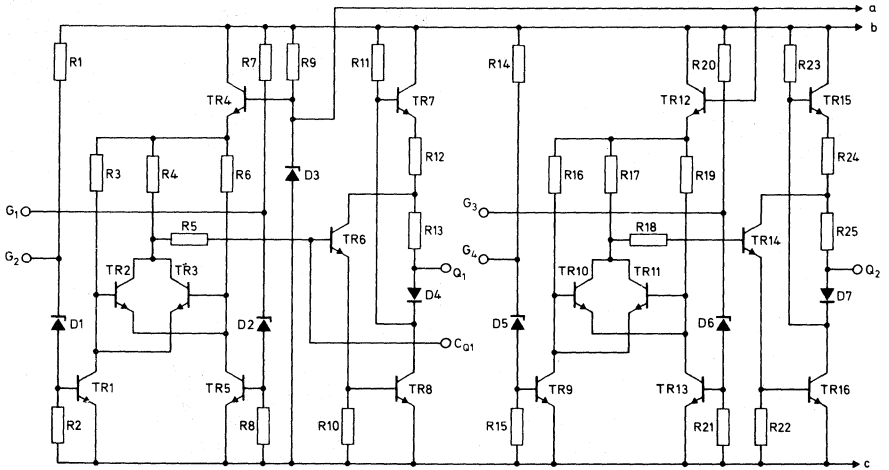 a
b
R1
R7
R9
R11
R14
R20
R23
TR4
TR7
TR12
TR15
R3
R4
R6
D3
R12
R16
R17
R19
R24
G1
G3
R5
TR6
R13
R18
TR14
R25
G2
G4
TR2
TR3
Q1
TR10
TR11
Q2
D4
D7
D1
D2
D5
D6
CQ1
TR1
TR5
TR8
TR9
TR13
TR16
R2
R8
R10
R15
R21
R22
c